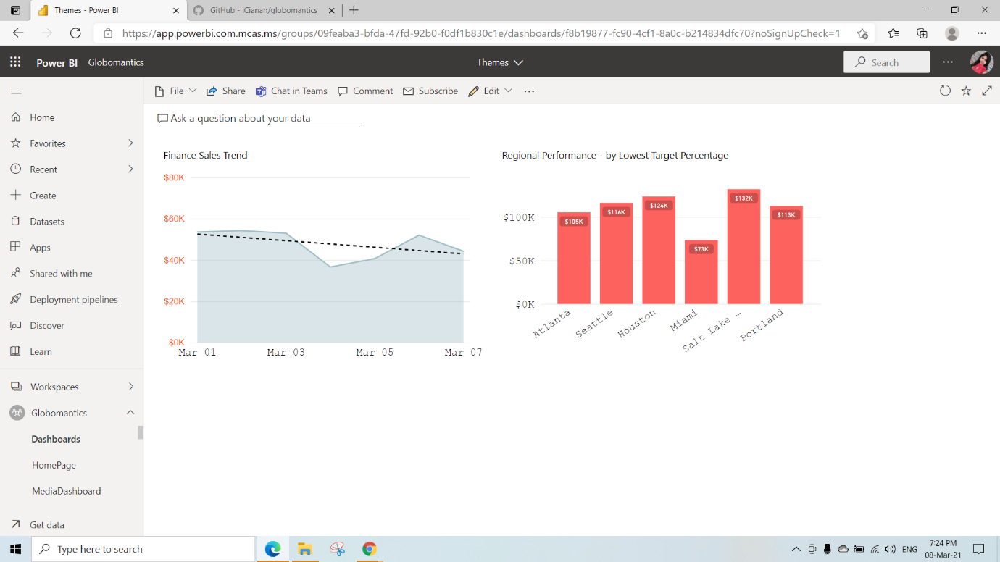 Themes - Power BI
GitHub - iCianan/globomantics
https://app.powerbi.com.mcas.ms/groups/09feaba3-bfda-47fd-92b0-f0df1b830c1e/dashboards/f8b19877-fc90-4cf1-8a0c-b214834dfc70?noSignUpCheck=1
Power BI Globomantics
Themes
Search
File
Share
Chat in Teams
Comment
Subscribe
Edit
Ask a question about your data
Home
Favorites
Recent
Create
Datasets
Apps
Shared with me
Deployment pipelines
Discover
Learn
Workspaces
Globomantics
Dashboards
HomePage
MediaDashboard
Get data
Finance Sales Trend
$80K
$60K
$40K
$20K
$0K
Mar 01 Mar 03 Mar 05 Mar 07
Regional Performance - by Lowest Target Percentage
$100K
$50K
$0K
$105K
$116K
$124K
$73K
$132K
$113K
Atlanta
Seattle
Houston
Miami
Salt Lake …
Portland
Type here to search
ENG
7:24 PM
08-Mar-21